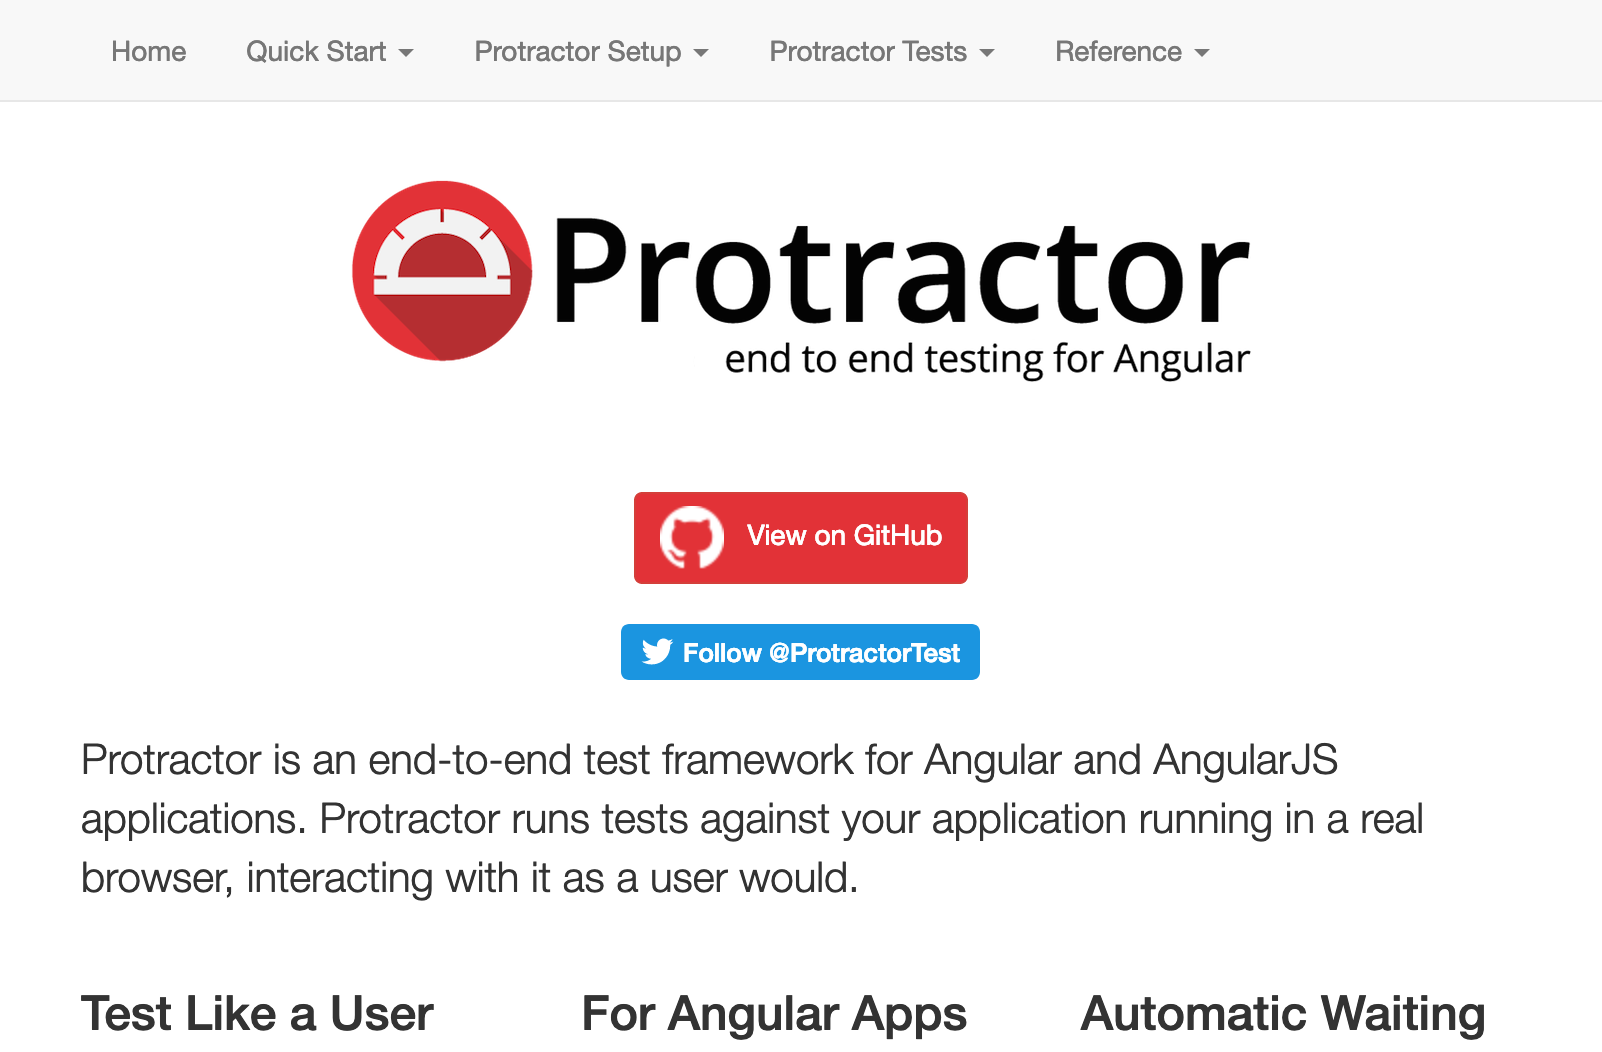 Home Quick Start Protractor Setup Protractor Tests Reference
Protractor
end to end testing for Angular
View on GitHub
Follow @ProtractorTest
Protractor is an end-to-end test framework for Angular and AngularJS
applications. Protractor runs tests against your application running in a real
browser, interacting with it as a user would.
Test Like a User For Angular Apps Automatic Waiting